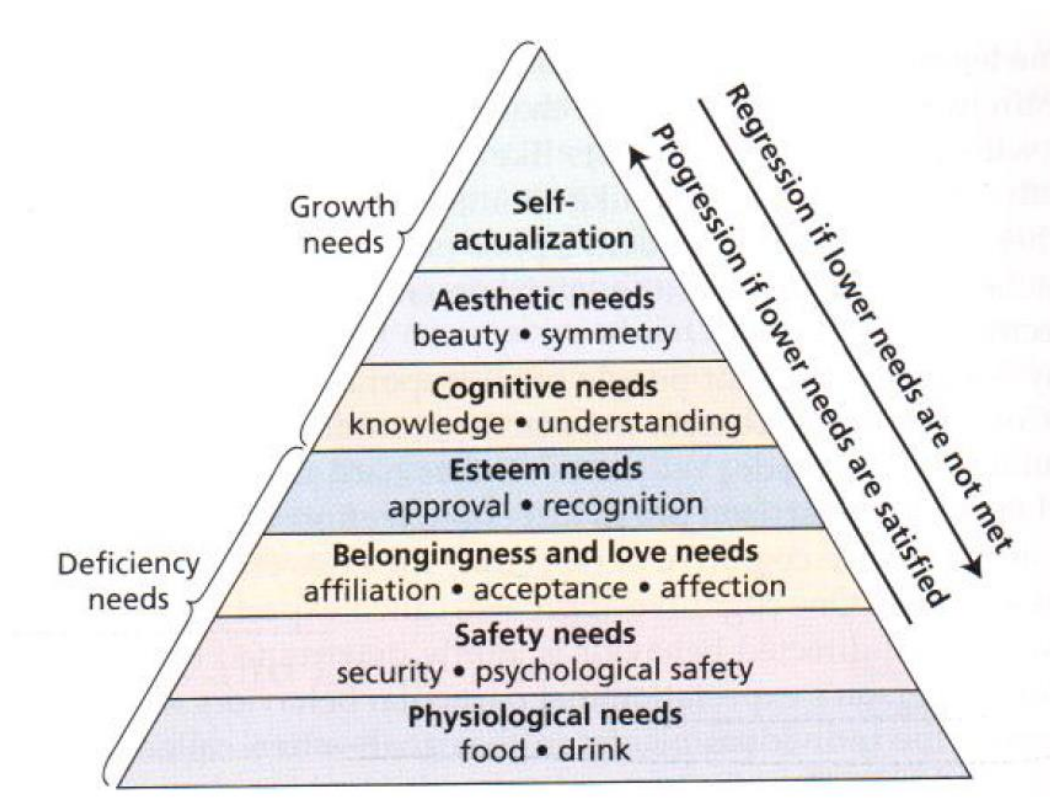 Growth
needs
Self-
actualization
Aesthetic needs
beauty • symmetry
Cognitive needs
knowledge • understanding
Esteem needs
approval • recognition
Deficiency
needs
Belongingness and love needs
affiliation • acceptance • affection
Safety needs
security • psychological safety
Physiological needs
food • drink
Progression if lower needs are satisfied
Regression if lower needs are not met